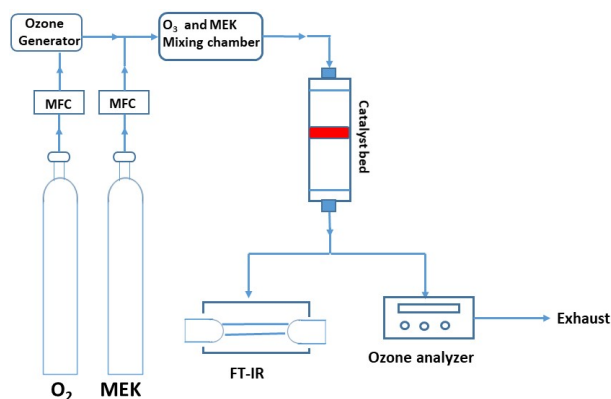 Ozone
Generator
O₃ and MEK
Mixing chamber
MFC
MFC
Catalyst bed
Exhaust
Ozone analyzer
FT-IR
O₂
MEK